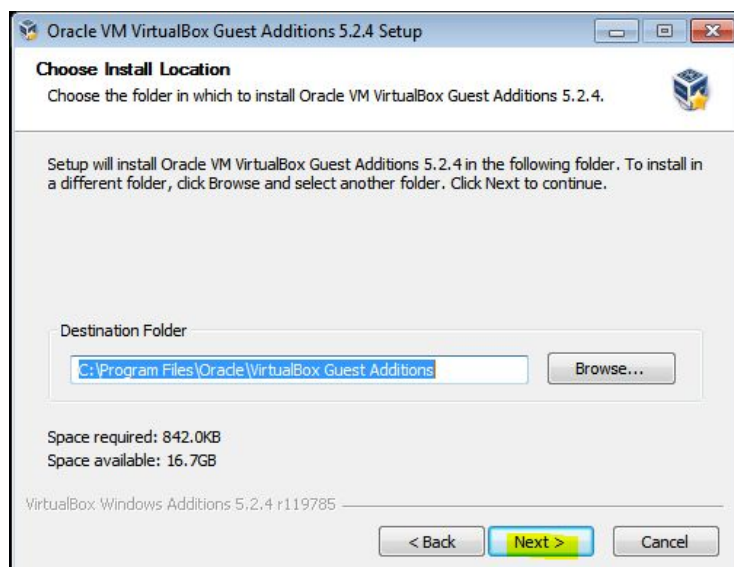 Oracle VM VirtualBox Guest Additions 5.2.4 Setup
Choose Install Location
Choose the folder in which to install Oracle VM VirtualBox Guest Additions 5.2.4.
Setup will install Oracle VM VirtualBox Guest Additions 5.2.4 in the following folder. To install in
a different folder, click Browse and select another folder. Click Next to continue.
Destination Folder
C:\Program Files\Oracle\VirtualBox Guest Additions
Browse...
Space required: 842.0KB
Space available: 16.7GB
VirtualBox Windows Additions 5.2.4 r119785
< Back Next > Cancel